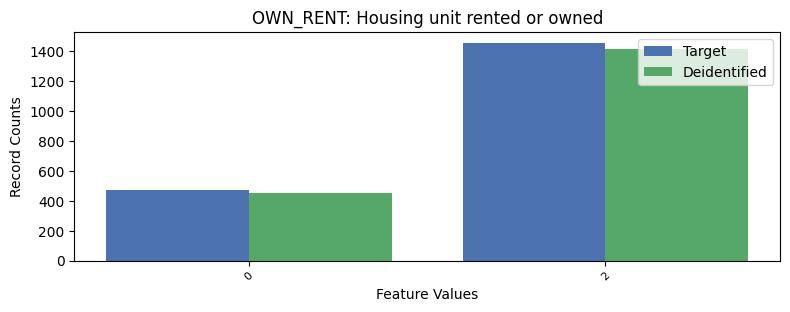 OWN_RENT: Housing unit rented or owned
Record Counts
1400
1200
1000
800
600
400
200
0
Target
Deidentified
0
2
Feature Values